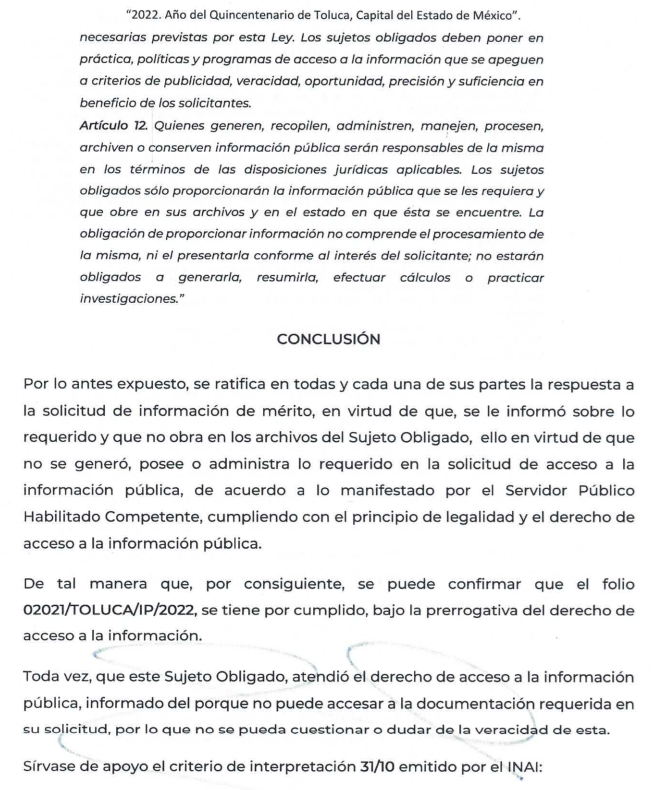 “2022. Año del Quincentenario de Toluca, Capital del Estado de México”.
necesarias previstas por esta Ley. Los sujetos obligados deben poner en
práctica, políticas y programas de acceso a la información que se apeguen
a criterios de publicidad, veracidad, oportunidad, precisión y suficiencia en
beneficio de los solicitantes.
Artículo 12. Quienes generen, recopilen, administren, manejen, procesen,
archiven o conserven información pública serán responsables de la misma
en los términos de las disposiciones jurídicas aplicables. Los sujetos
obligados sólo proporcionarán la información pública que se les requiera y
que obre en sus archivos y en el estado en que ésta se encuentre. La
obligación de proporcionar información no comprende el procesamiento de
la misma, ni el presentarla conforme al interés del solicitante; no estarán
obligados a generarla, resumirla, efectuar cálculos o practicar
investigaciones.”
CONCLUSIÓN
Por lo antes expuesto, se ratifica en todas y cada una de sus partes la respuesta a
la solicitud de información de mérito, en virtud de que, se le informó sobre lo
requerido y que no obra en los archivos del Sujeto Obligado, ello en virtud de que
no se generó, posee o administra lo requerido en la solicitud de acceso a la
información pública, de acuerdo a lo manifestado por el Servidor Público
Habilitado Competente, cumpliendo con el principio de legalidad y el derecho de
acceso a la información pública.
De tal manera que, por consiguiente, se puede confirmar que el folio
02021/TOLUCA/IP/2022, se tiene por cumplido, bajo la prerrogativa del derecho de
acceso a la información.
Toda vez, que este Sujeto Obligado, atendió el derecho de acceso a la información
pública, informado del porque no puede accesar a la documentación requerida en
su solicitud, por lo que no se pueda cuestionar o dudar de la veracidad de esta.
Sírvase de apoyo el criterio de interpretación 31/10 emitido por el INAI: